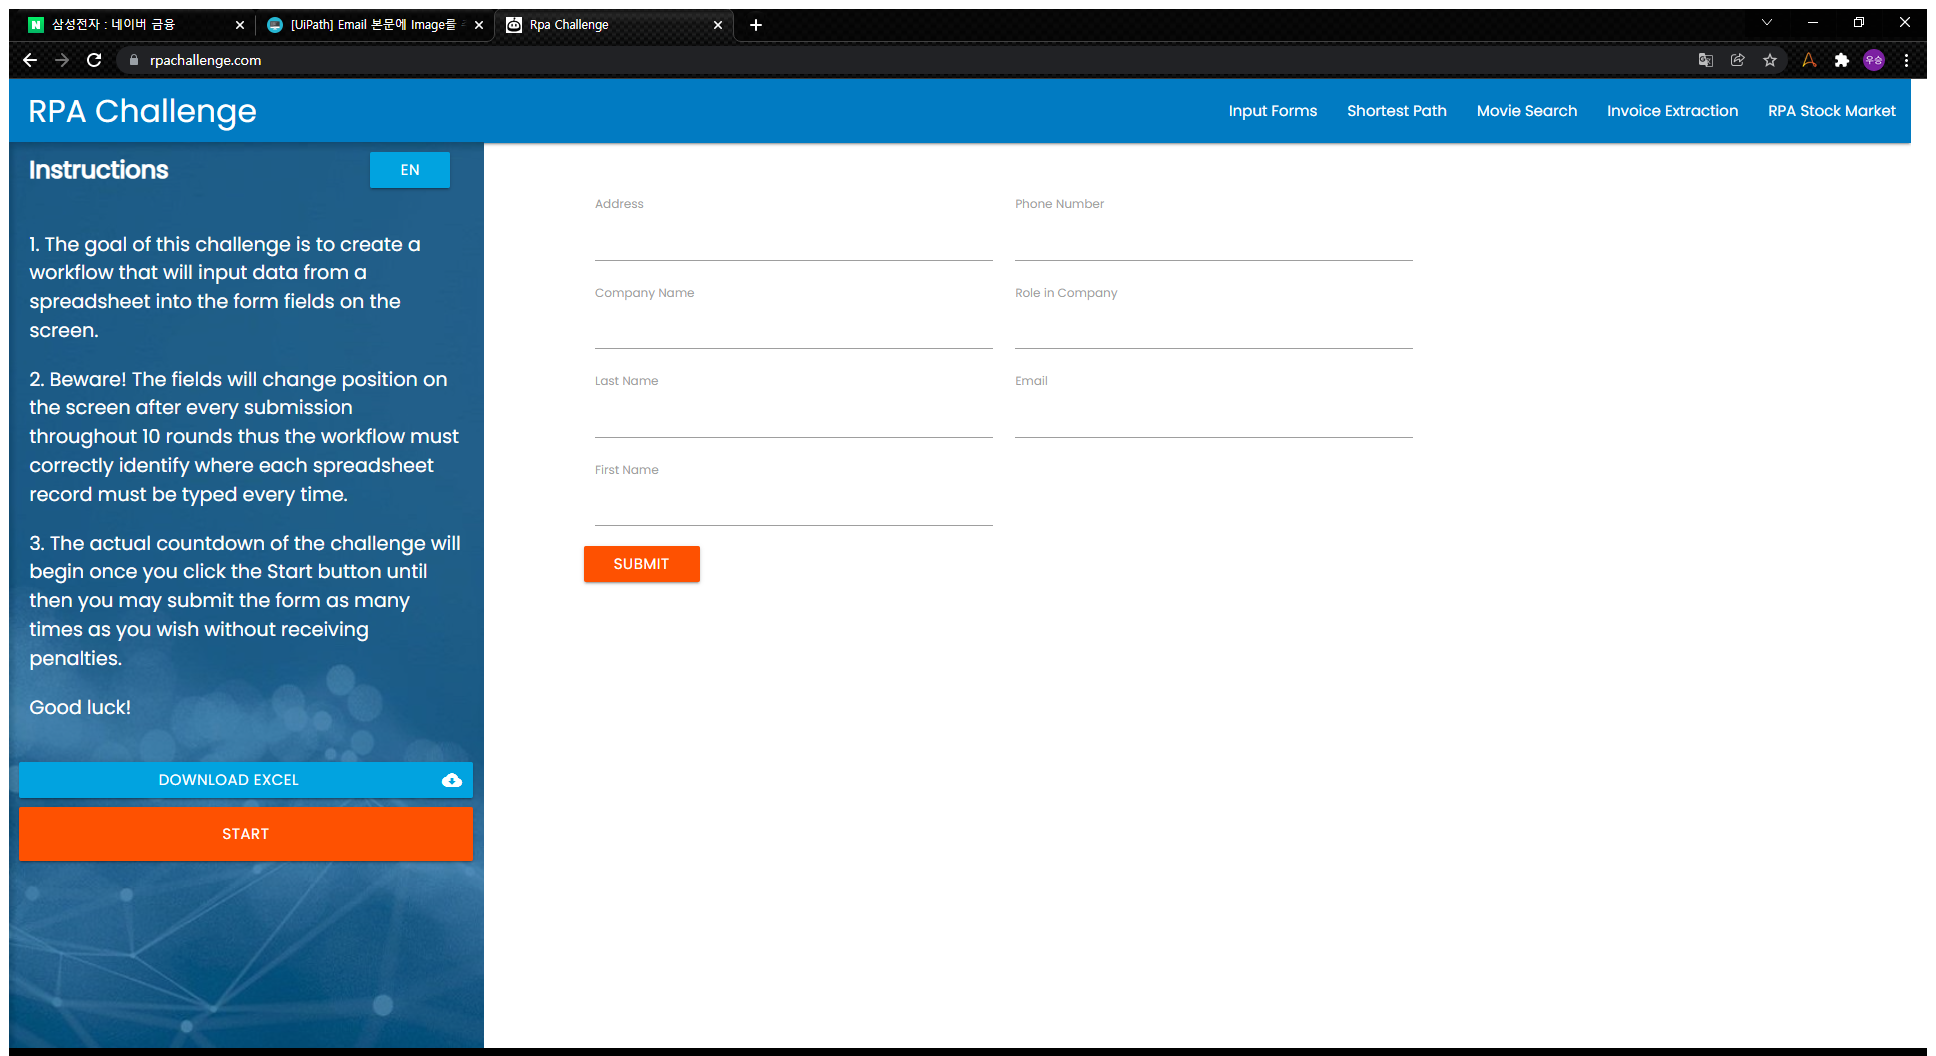 삼성전자 : 네이버 금융
[UiPath] Email 본문에 Image를
Rpa Challenge
rpachallenge.com
우승
RPA Challenge
Input Forms
Shortest Path
Movie Search
Invoice Extraction
RPA Stock Market
Instructions
EN
1. The goal of this challenge is to create a
workflow that will input data from a
spreadsheet into the form fields on the
screen.
2. Beware! The fields will change position on
the screen after every submission
throughout 10 rounds thus the workflow must
correctly identify where each spreadsheet
record must be typed every time.
3. The actual countdown of the challenge will
begin once you click the Start button until
then you may submit the form as many
times as you wish without receiving
penalties.
Good luck!
DOWNLOAD EXCEL
START
Address
Phone Number
Company Name
Role in Company
Last Name
Email
First Name
SUBMIT